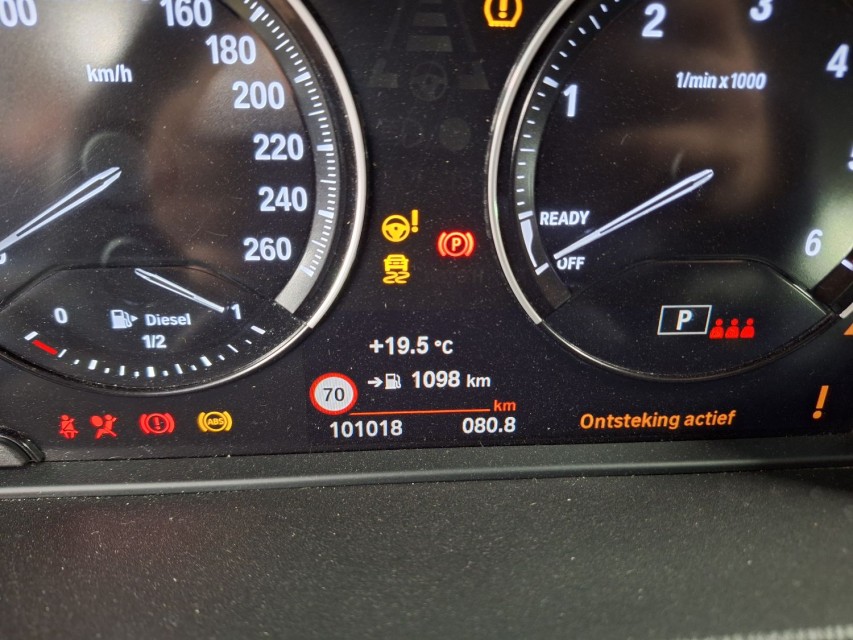 160
180
km/h
200
220
240
260
0
Diesel
1
1/2
1
2
3
4
1/min x 1000
READY
OFF
6
P
P
+19.5 °C
1098 km
70
km
101018
080.8
ABS
Ontsteking actief